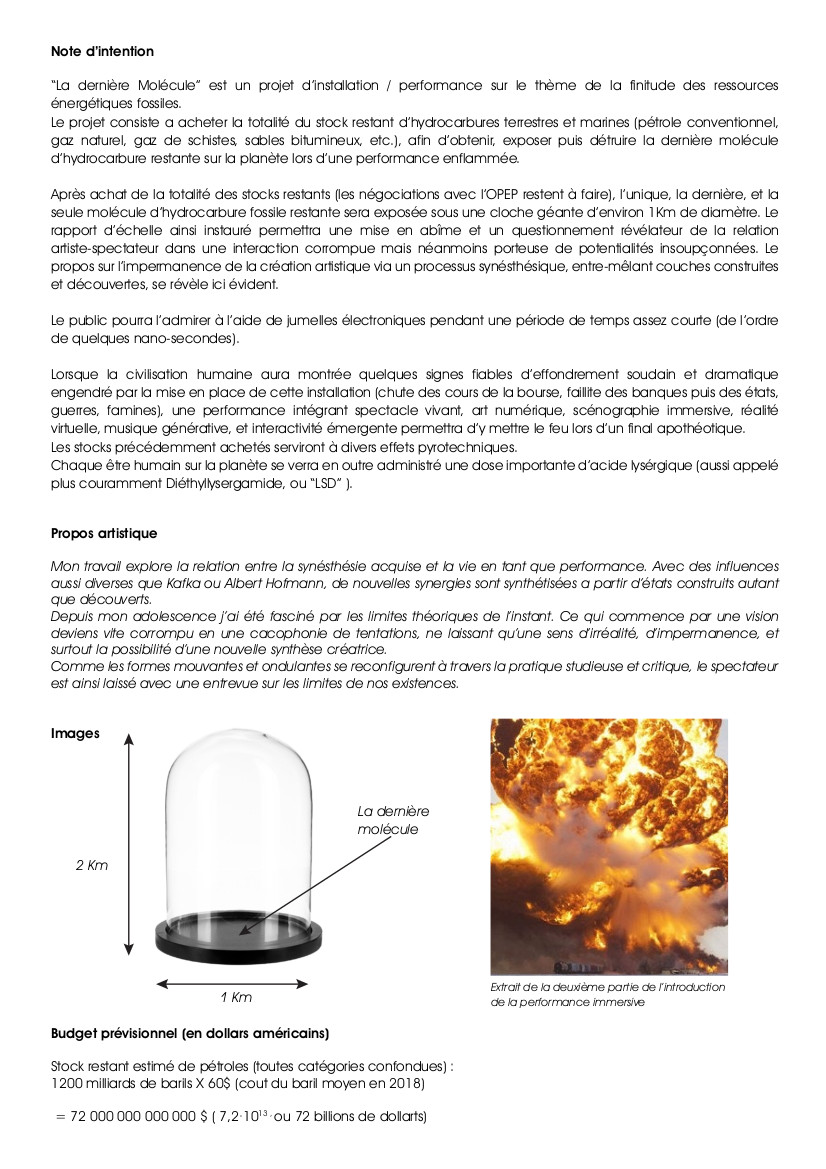 Note d’intention
“La dernière Molécule” est un projet d’installation / performance sur le thème de la finitude des ressources
énergétiques fossiles.
Le projet consiste a acheter la totalité du stock restant d’hydrocarbures terrestres et marines (pétrole conventionnel,
gaz naturel, gaz de schistes, sables bitumineux, etc.), afin d’obtenir, exposer puis détruire la dernière molécule
d’hydrocarbure restante sur la planète lors d’une performance enflammée.
Après achat de la totalité des stocks restants (les négociations avec l’OPEP restent à faire), l’unique, la dernière, et la
seule molécule d’hydrocarbure fossile restante sera exposée sous une cloche géante d’environ 1Km de diamètre. Le
rapport d’échelle ainsi instauré permettra une mise en abîme et un questionnement révélateur de la relation
artiste-spectateur dans une interaction corrompue mais néanmoins porteuse de potentialités insoupçonnées. Le
propos sur l’impermanence de la création artistique via un processus synésthésique, entre-mêlant couches construites
et découvertes, se révèle ici évident.
Le public pourra l’admirer à l’aide de jumelles électroniques pendant une période de temps assez courte (de l’ordre
de quelques nano-secondes).
Lorsque la civilisation humaine aura montrée quelques signes fiables d’effondrement soudain et dramatique
engendré par la mise en place de cette installation (chute des cours de la bourse, faillite des banques puis des états,
guerres, famines), une performance intégrant spectacle vivant, art numérique, scénographie immersive, réalité
virtuelle, musique générative, et interactivité émergente permettra d’y mettre le feu lors d’un final apothéotique.
Les stocks précédemment achetés serviront à divers effets pyrotechniques.
Chaque être humain sur la planète se verra en outre administré une dose importante d’acide lysérgique (aussi appelé
plus couramment Diéthyllysergamide, ou “LSD” ).
Propos artistique
Mon travail explore la relation entre la synésthésie acquise et la vie en tant que performance. Avec des influences
aussi diverses que Kafka ou Albert Hofmann, de nouvelles synergies sont synthétisées a partir d’états construits autant
que découverts.
Depuis mon adolescence j’ai été fasciné par les limites théoriques de l’instant. Ce qui commence par une vision
deviens vite corrompu en une cacophonie de tentations, ne laissant qu’une sens d’irréalité, d’impermanence, et
surtout la possibilité d’une nouvelle synthèse créatrice.
Comme les formes mouvantes et ondulantes se reconfigurent à travers la pratique studieuse et critique, le spectateur
est ainsi laissé avec une entrevue sur les limites de nos existences.
Images
La dernière
molécule
2 Km
1 Km
Extrait de la deuxième partie de l’introduction
de la performance immersive
Budget prévisionnel (en dollars américains)
Stock restant estimé de pétroles (toutes catégories confondues) :
1200 milliards de barils X 60$ (cout du baril moyen en 2018)
= 72 000 000 000 000 $ ( 7,2·10¹³ · ou 72 billions de dollarts)